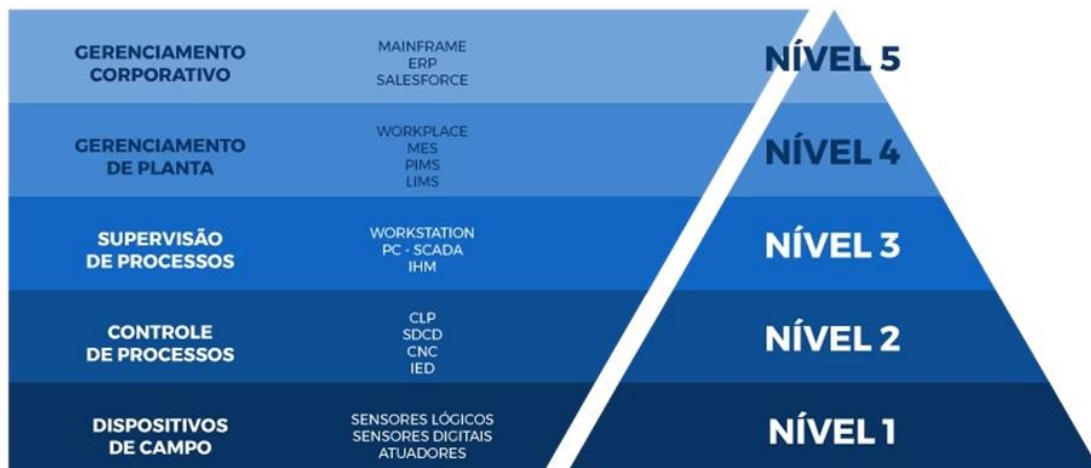 GERENCIAMENTO
CORPORATIVO
MAINFRAME
ERP
SALESFORCE
NÍVEL 5
GERENCIAMENTO
DE PLANTA
WORKPLACE
MES
PIMS
LIMS
NÍVEL 4
SUPERVISÃO
DE PROCESSOS
WORKSTATION
PC - SCADA
IHM
NÍVEL 3
CONTROLE
DE PROCESSOS
CLP
SDCD
CNC
IED
NÍVEL 2
DISPOSITIVOS
DE CAMPO
SENSORES LÓGICOS
SENSORES DIGITAIS
ATUADORES
NÍVEL 1